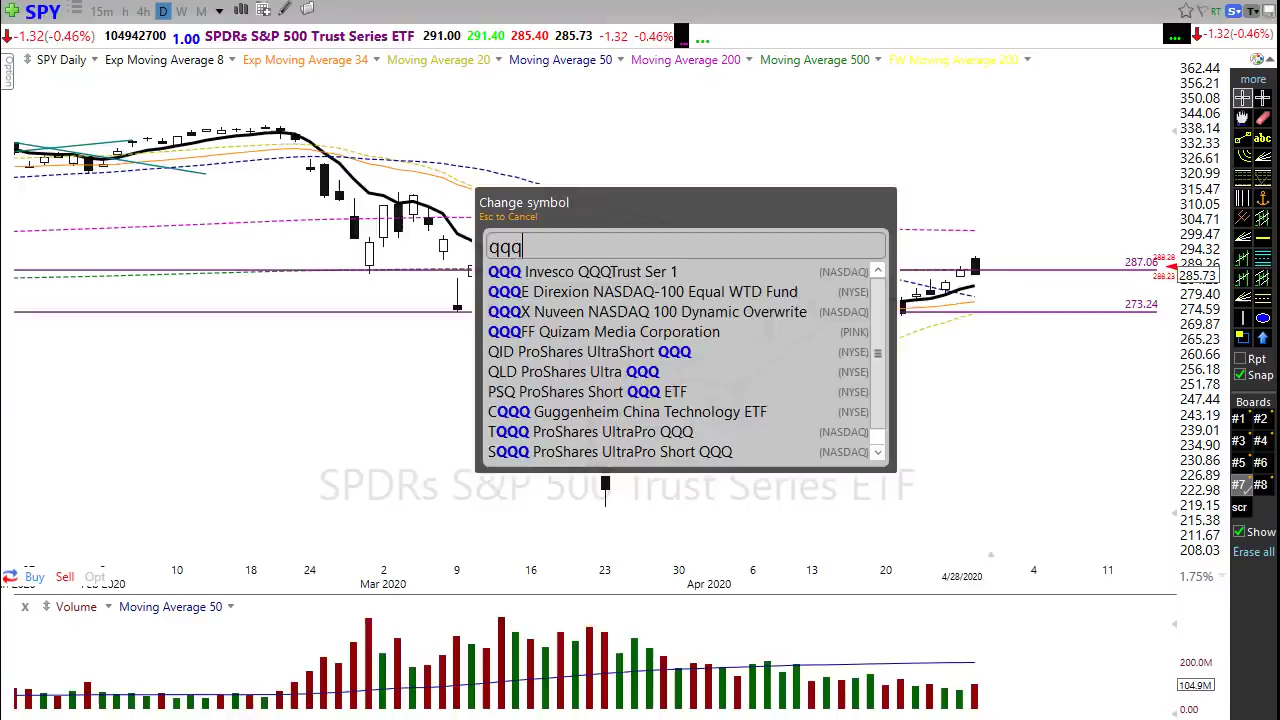 SPY 15m h 4h D W M RT S T
-1.32(-0.46%) 104942700 1.00 SPDRs S&P 500 Trust Series ETF 291.00 291.40 285.40 285.73 -1.32 -0.46% ... ... -1.32(-0.46%)
Option
SPY Daily Exp Moving Average 8 Exp Moving Average 34 Moving Average 20 Moving Average 50 Moving Average 200 Moving Average 500 FW Moving Average 200
362.44
356.21
350.08
344.06
338.14
332.33
326.61
320.99
315.47
310.05
304.71
299.47
294.32
289.26
285.73
279.40
274.59
269.87
265.23
260.66
256.18
251.78
247.44
243.19
239.01
234.90
230.86
226.89
222.98
219.15
215.38
211.67
208.03
287.06
288.28
288.23
273.24
Change symbol
Esc to Cancel
qqq
QQQ Invesco QQQTrust Ser 1 (NASDAQ)
QQQE Direxion NASDAQ-100 Equal WTD Fund (NYSE)
QQQX Nuveen NASDAQ 100 Dynamic Overwrite (NASDAQ)
QQQFF Quizam Media Corporation (PINK)
QID ProShares UltraShort QQQ (NYSE)
QLD ProShares Ultra QQQ (NYSE)
PSQ ProShares Short QQQ ETF (NYSE)
CQQQ Guggenheim China Technology ETF (NYSE)
TQQQ ProShares UltraPro QQQ (NASDAQ)
SQQQ ProShares UltraPro Short QQQ (NASDAQ)
SPDRs S&P 500 Trust Series ETF
more
abc
Rpt
Snap
Boards
#1 #2
#3 #4
#5 #6
#7 #8
scr
Show
Erase all
10 18 24 2 9 16 23 30 6 13 20 4/28/2020 4 11
Buy Sell Opt
2020 Mar 2020 Apr 2020
1.75%
x Volume Moving Average 50
200.0M
104.9M
0.00